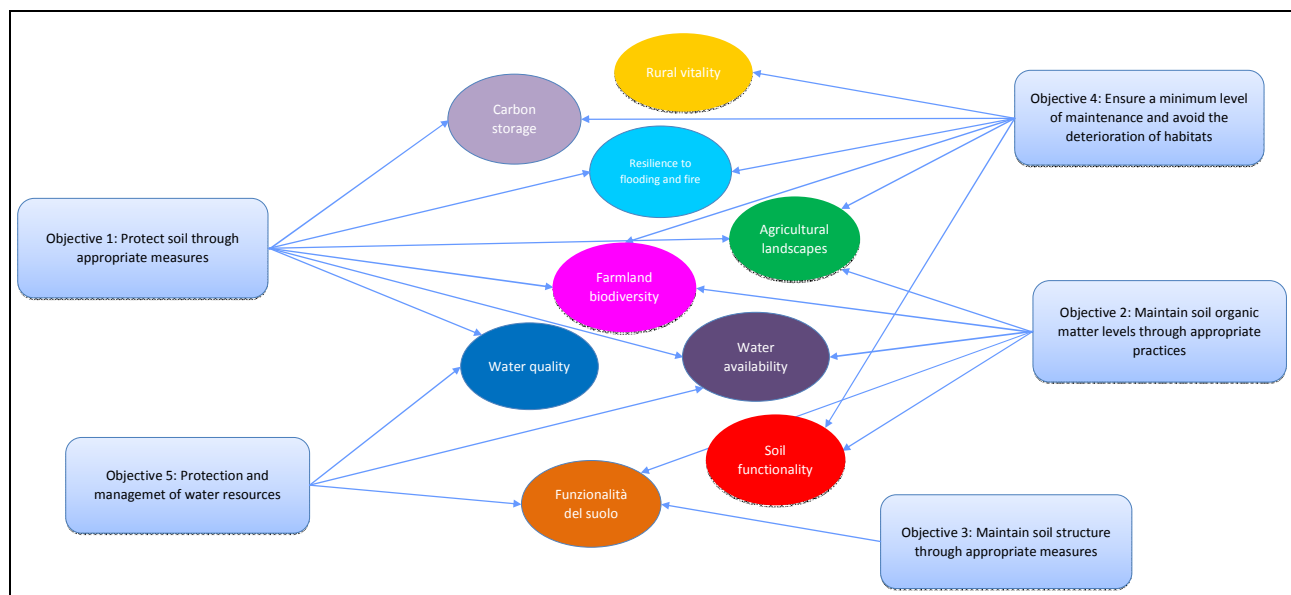 Rural vitality
Carbon
storage
Objective 4: Ensure a minimum level
of maintenance and avoid the
deterioration of habitats
Resilience to
flooding and fire
Objective 1: Protect soil through
appropriate measures
Agricultural
landscapes
Farmland
biodiversity
Objective 2: Maintain soil organic
matter levels through appropriate
practices
Water quality
Water
availability
Soil
functionality
Objective 5: Protection and
managemet of water resources
Funzionalità
del suolo
Objective 3: Maintain soil structure
through appropriate measures